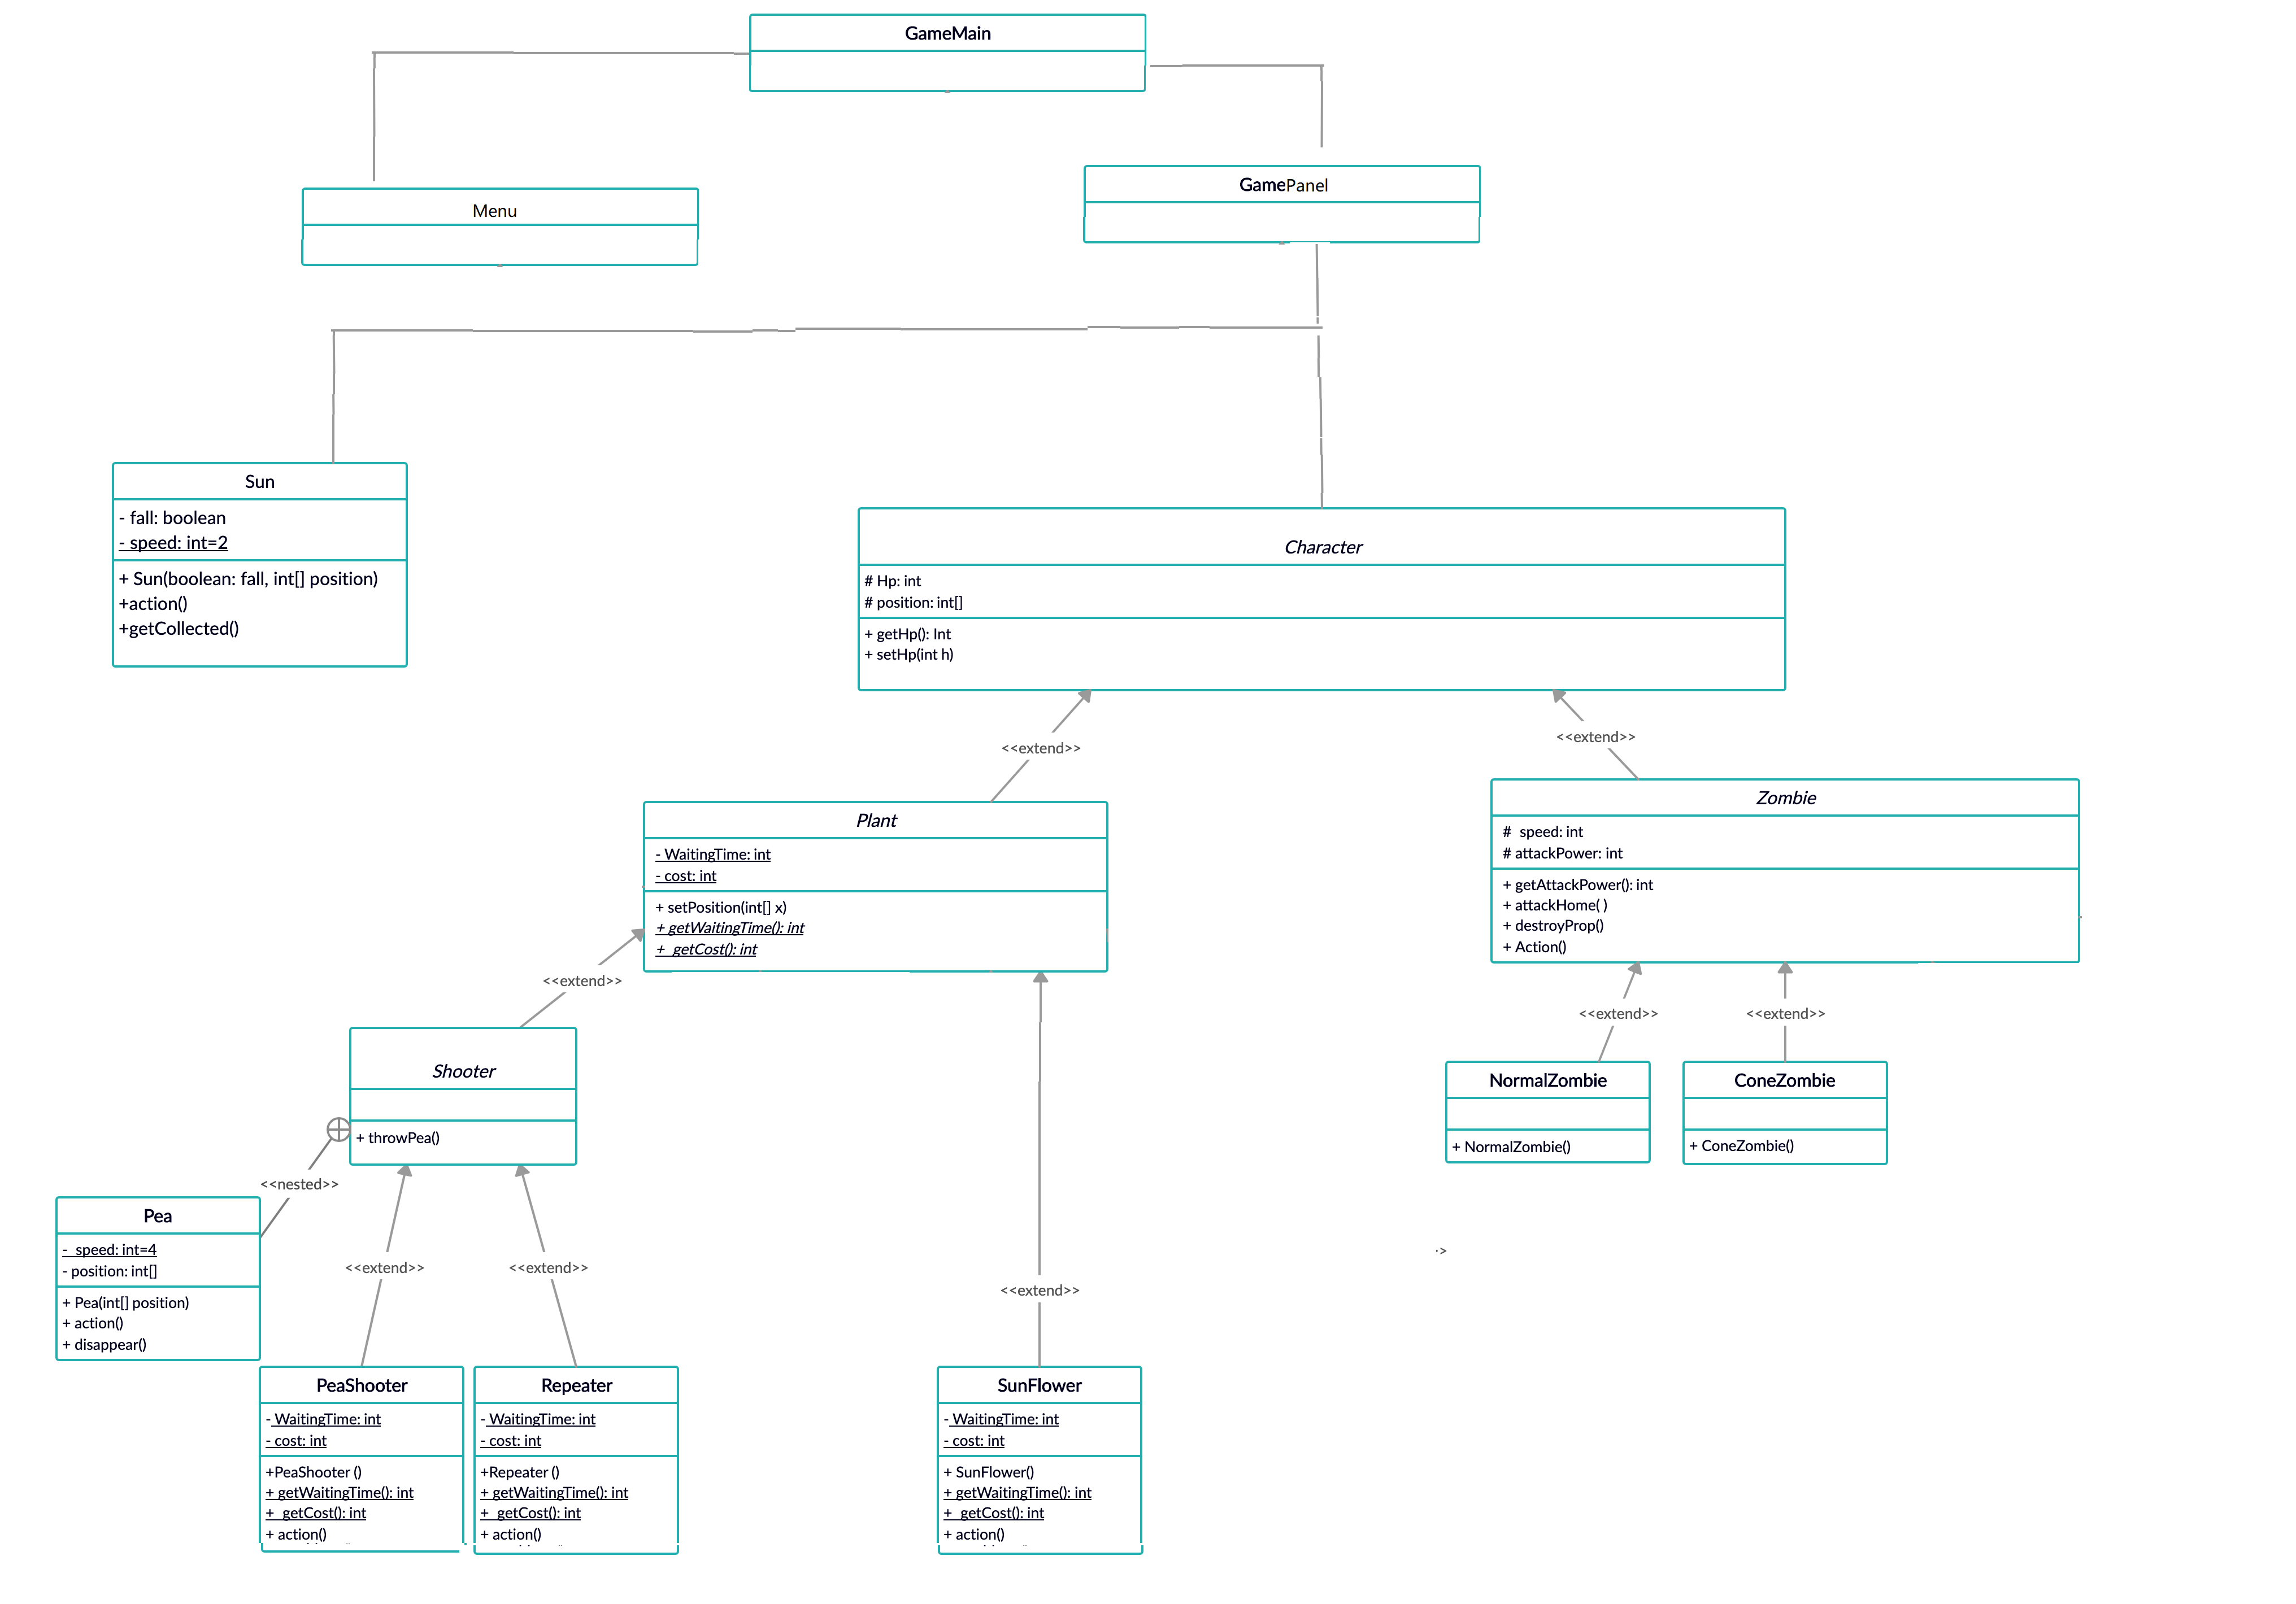 GameMain
Menu
GamePanel
Sun
- fall: boolean
- speed: int=2
+ Sun(boolean: fall, int[] position)
+action()
+getCollected()
Character
# Hp: int
# position: int[]
+ getHp(): Int
+ setHp(int h)
<<extend>>
<<extend>>
Plant
- WaitingTime: int
- cost: int
+ setPosition(int[] x)
+ getWaitingTime(): int
+ getCost(): int
Zombie
# speed: int
# attackPower: int
+ getAttackPower(): int
+ attackHome( )
+ destroyProp()
+ Action()
<<extend>>
<<extend>>
<<extend>>
Shooter
+ throwPea()
NormalZombie
+ NormalZombie()
ConeZombie
+ ConeZombie()
<<nested>>
Pea
- speed: int=4
- position: int[]
+ Pea(int[] position)
+ action()
+ disappear()
<<extend>>
<<extend>>
<<extend>>
PeaShooter
- WaitingTime: int
- cost: int
+PeaShooter ()
+ getWaitingTime(): int
+ getCost(): int
+ action()
Repeater
- WaitingTime: int
- cost: int
+Repeater ()
+ getWaitingTime(): int
+ getCost(): int
+ action()
SunFlower
- WaitingTime: int
- cost: int
+ SunFlower()
+ getWaitingTime(): int
+ getCost(): int
+ action()